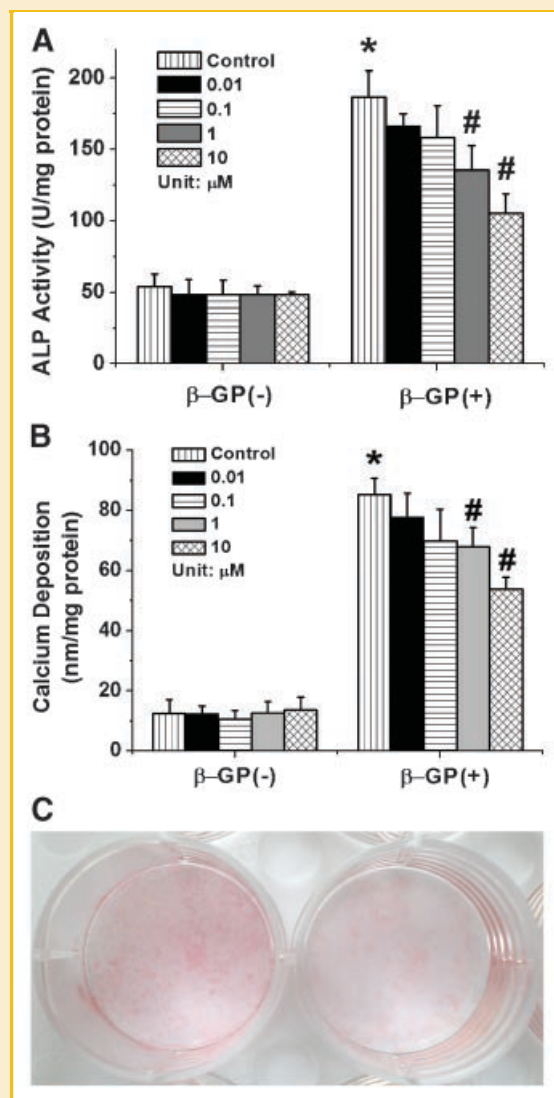 A
ALP Activity (U/mg protein)
200
150
100
50
0
Control
0.01
0.1
1
10
Unit: μM
*
#
#
β–GP(-)
β–GP(+)
B
Calcium Deposition
(nm/mg protein)
100
80
60
40
20
0
Control
0.01
0.1
1
10
Unit: μM
*
#
#
β–GP(-)
β–GP(+)
C